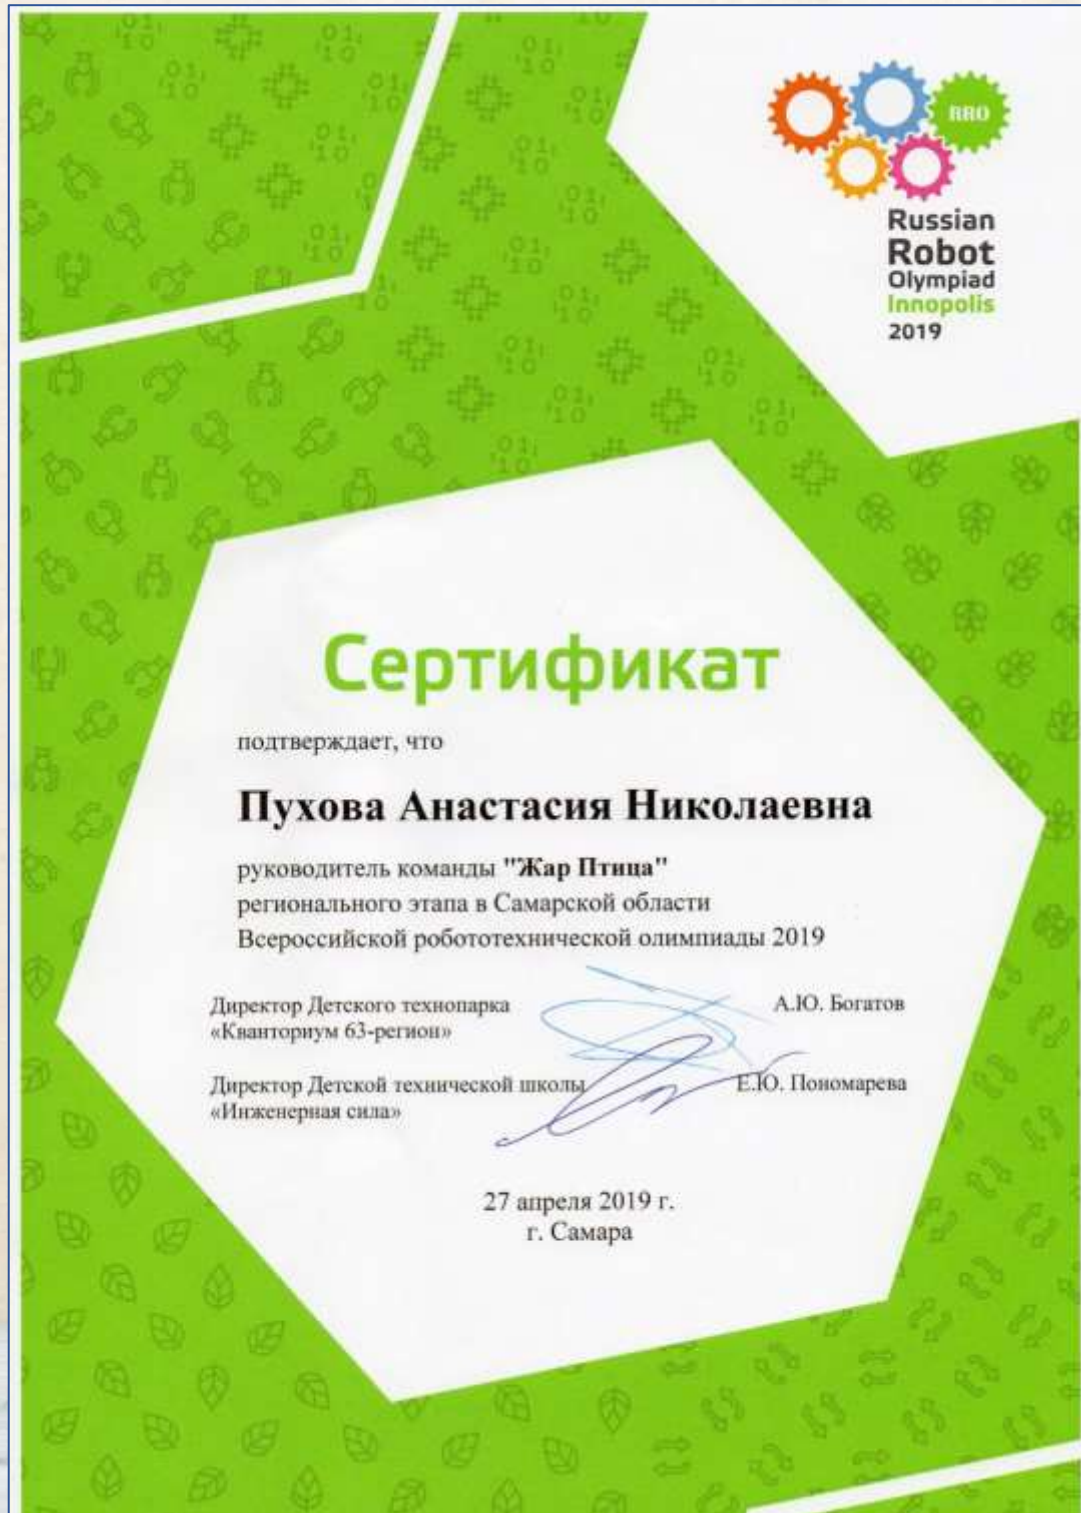 RRO
Russian
Robot
Olympiad
Innopolis
2019
Сертификат
подтверждает, что
Пухова Анастасия Николаевна
руководитель команды "Жар Птица"
регионального этапа в Самарской области
Всероссийской робототехнической олимпиады 2019
Директор Детского технопарка А.Ю. Богатов
«Кванториум 63-регион»
Директор Детской технической школы Е.Ю. Пономарева
«Инженерная сила»
27 апреля 2019 г.
г. Самара